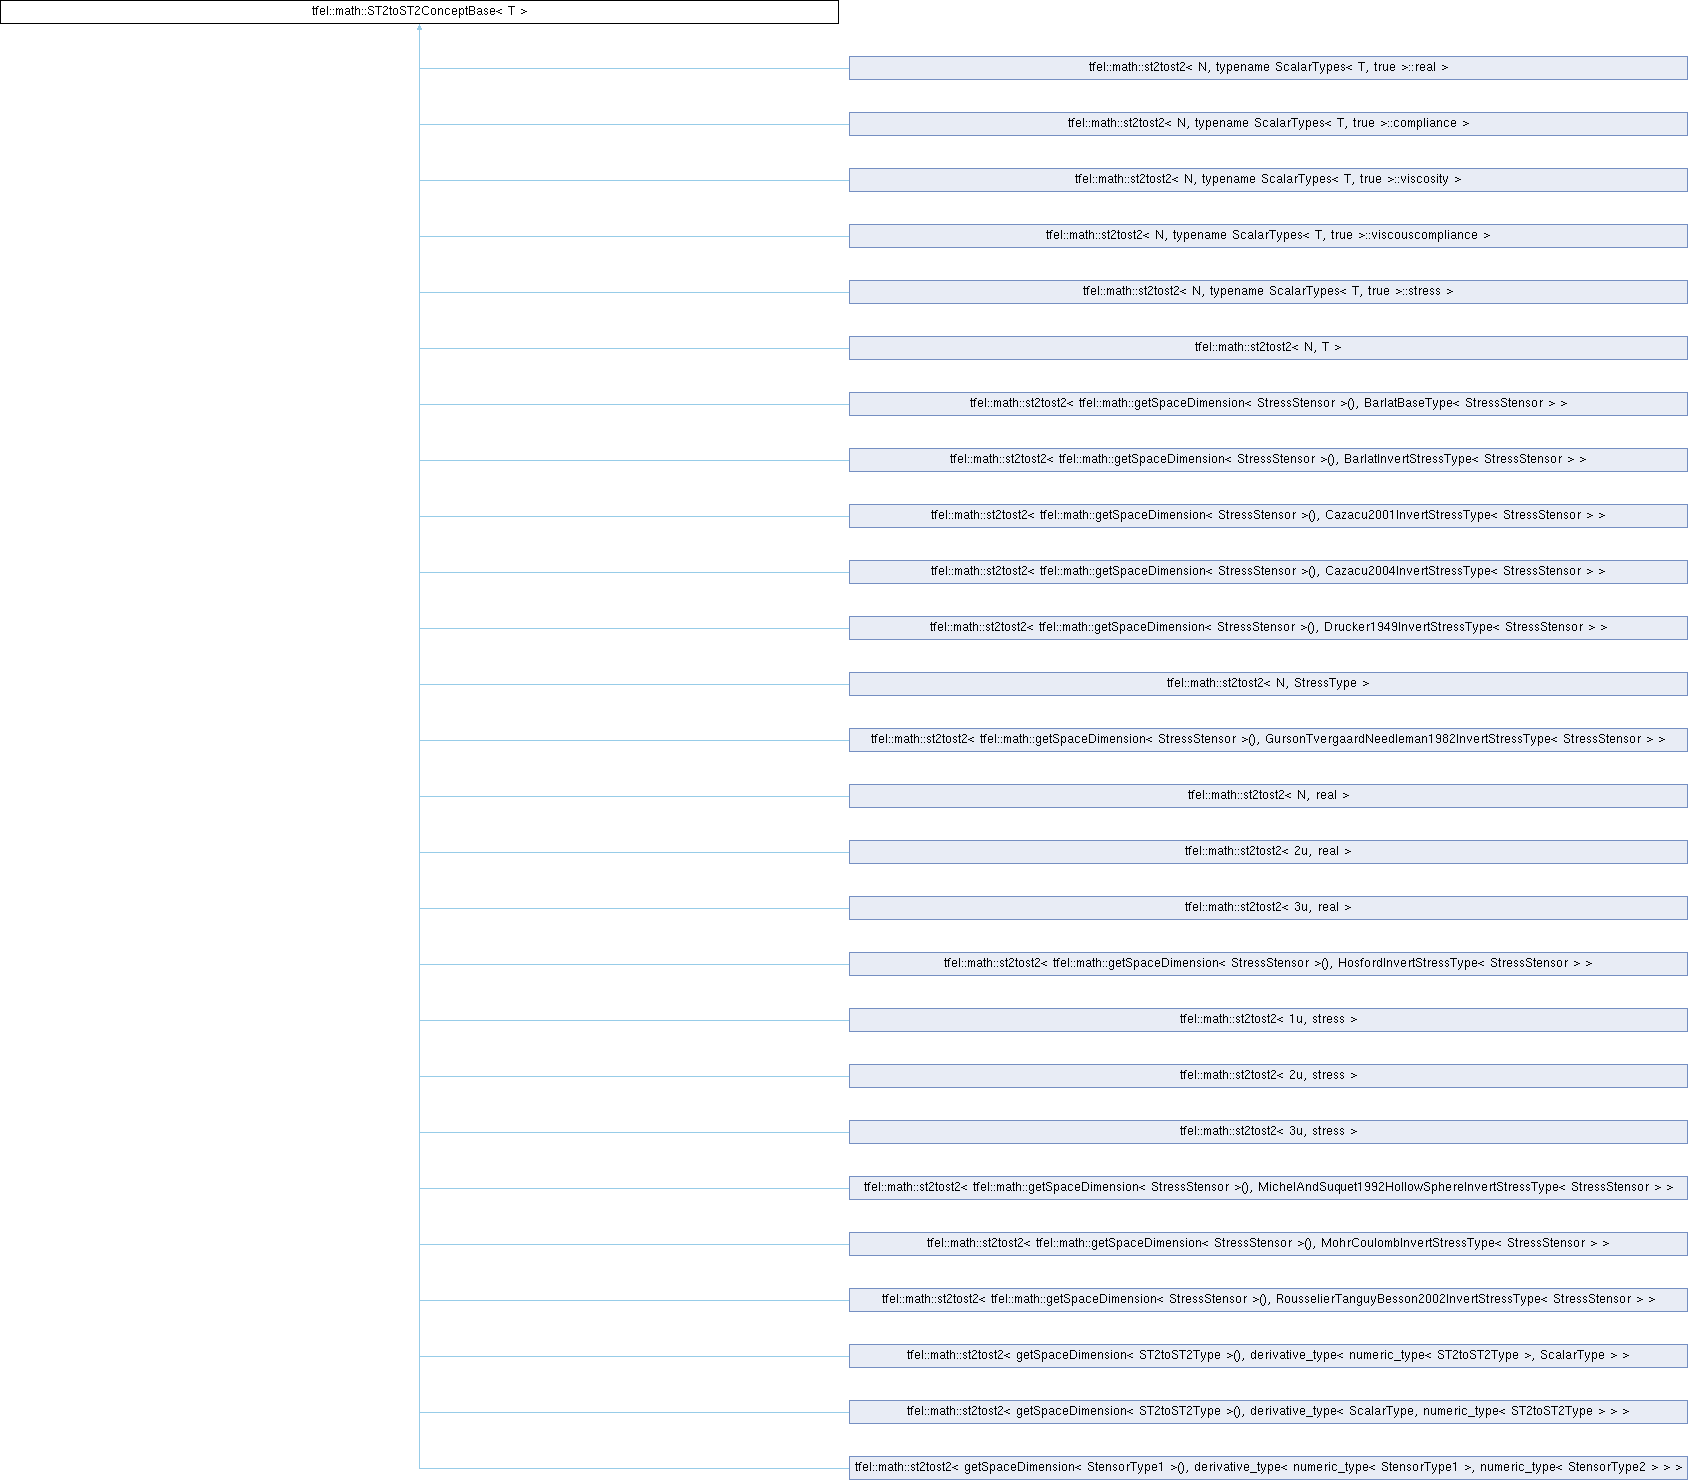 tfel::math::ST2toST2ConceptBase< T >
tfel::math::st2tost2< N, typename ScalarTypes< T, true >::real >
tfel::math::st2tost2< N, typename ScalarTypes< T, true >::compliance >
tfel::math::st2tost2< N, typename ScalarTypes< T, true >::viscosity >
tfel::math::st2tost2< N, typename ScalarTypes< T, true >::viscouscompliance >
tfel::math::st2tost2< N, typename ScalarTypes< T, true >::stress >
tfel::math::st2tost2< N, T >
tfel::math::st2tost2< tfel::math::getSpaceDimension< StressStensor >(), BarlatBaseType< StressStensor > >
tfel::math::st2tost2< tfel::math::getSpaceDimension< StressStensor >(), BarlatInvertStressType< StressStensor > >
tfel::math::st2tost2< tfel::math::getSpaceDimension< StressStensor >(), Cazacu2001InvertStressType< StressStensor > >
tfel::math::st2tost2< tfel::math::getSpaceDimension< StressStensor >(), Cazacu2004InvertStressType< StressStensor > >
tfel::math::st2tost2< tfel::math::getSpaceDimension< StressStensor >(), Drucker1949InvertStressType< StressStensor > >
tfel::math::st2tost2< N, StressType >
tfel::math::st2tost2< tfel::math::getSpaceDimension< StressStensor >(), GursonTvergaardNeedleman1982InvertStressType< StressStensor > >
tfel::math::st2tost2< N, real >
tfel::math::st2tost2< 2u, real >
tfel::math::st2tost2< 3u, real >
tfel::math::st2tost2< tfel::math::getSpaceDimension< StressStensor >(), HosfordInvertStressType< StressStensor > >
tfel::math::st2tost2< 1u, stress >
tfel::math::st2tost2< 2u, stress >
tfel::math::st2tost2< 3u, stress >
tfel::math::st2tost2< tfel::math::getSpaceDimension< StressStensor >(), MichelAndSuquet1992HollowSphereInvertStressType< StressStensor > >
tfel::math::st2tost2< tfel::math::getSpaceDimension< StressStensor >(), MohrCoulombInvertStressType< StressStensor > >
tfel::math::st2tost2< tfel::math::getSpaceDimension< StressStensor >(), RousselierTanguyBesson2002InvertStressType< StressStensor > >
tfel::math::st2tost2< getSpaceDimension< ST2toST2Type >(), derivative_type< numeric_type< ST2toST2Type >, ScalarType > >
tfel::math::st2tost2< getSpaceDimension< ST2toST2Type >(), derivative_type< ScalarType, numeric_type< ST2toST2Type > > >
tfel::math::st2tost2< getSpaceDimension< StensorType1 >(), derivative_type< numeric_type< StensorType1 >, numeric_type< StensorType2 > > >